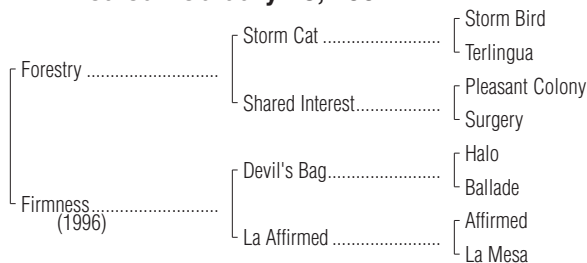 Storm Bird
Storm Cat ........................
Terlingua
Forestry ...................................
Pleasant Colony
Shared Interest......................
Surgery
Halo
Devil's Bag.............................
Ballade
Firmness..................................
(1996)
Affirmed
La Affirmed ...........................
La Mesa